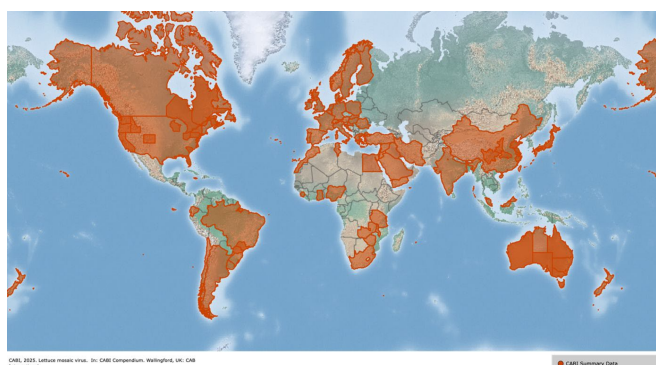 CABI, 2025. Lettuce mosaic virus. In: CABI Compendium. Wallingford, UK: CAB
CABI Summary Data